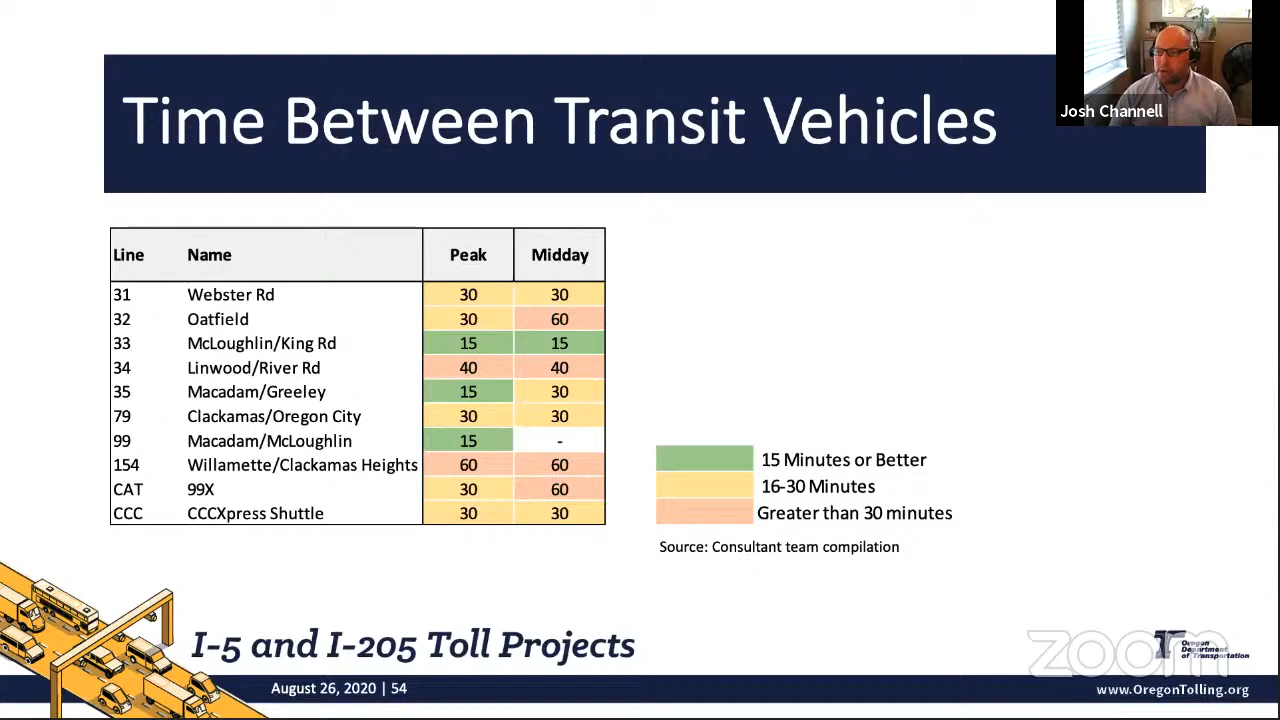 Josh Channell
Time Between Transit Vehicles
Line Name Peak Midday
31 Webster Rd 30 30
32 Oatfield 30 60
33 McLoughlin/King Rd 15 15
34 Linwood/River Rd 40 40
35 Macadam/Greeley 15 30
79 Clackamas/Oregon City 30 30
99 Macadam/McLoughlin 15 -
154 Willamette/Clackamas Heights 60 60
CAT 99X 30 60
CCC CCCXpress Shuttle 30 30
15 Minutes or Better
16-30 Minutes
Greater than 30 minutes
Source: Consultant team compilation
I-5 and I-205 Toll Projects
zoom
Oregon
Department
of Transportation
August 26, 2020 | 54
www.OregonTolling.org